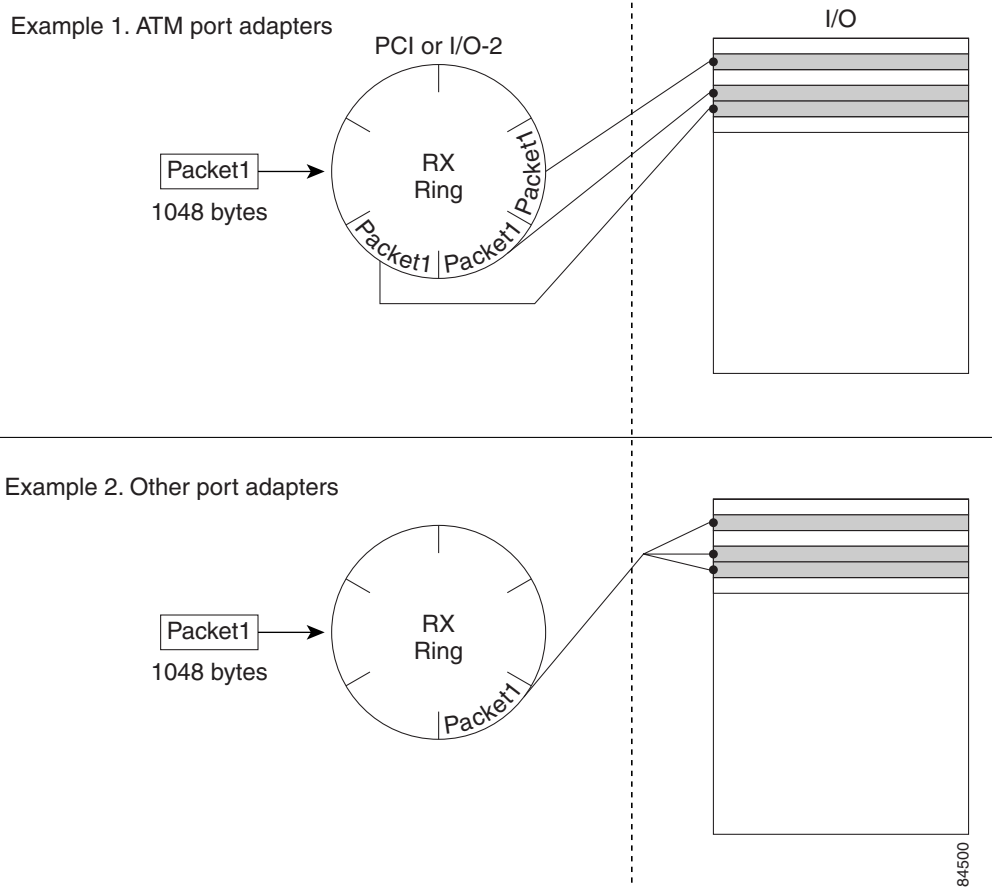 Example 1. ATM port adapters
PCI or I/O-2
I/O
Packet1
1048 bytes
RX
Ring
Packet1
Packet1
Packet1
Example 2. Other port adapters
Packet1
1048 bytes
RX
Ring
Packet1
84500